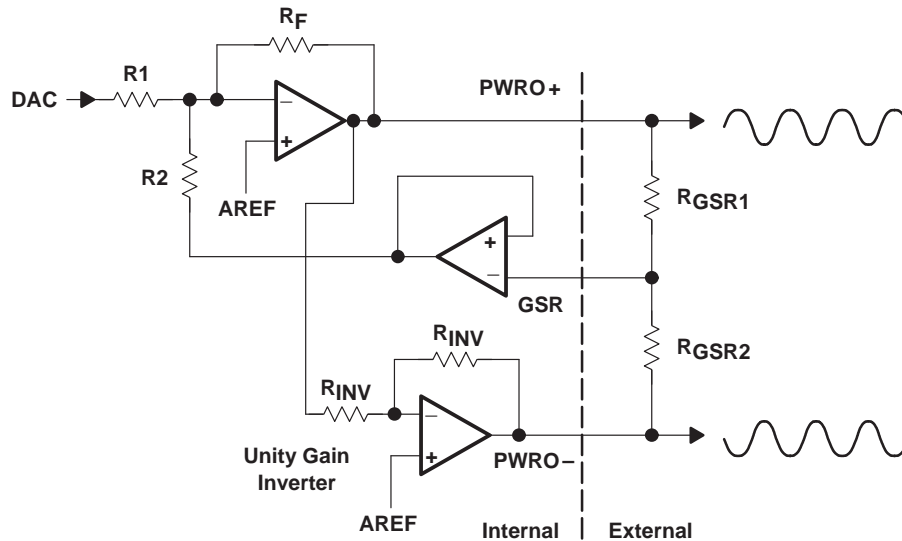 RF
R1
PWRO+
DAC
−
+
R2
AREF
RGSR1
+
−
GSR
RINV
RGSR2
RINV
−
+
Unity Gain
Inverter
PWRO−
AREF
Internal
External